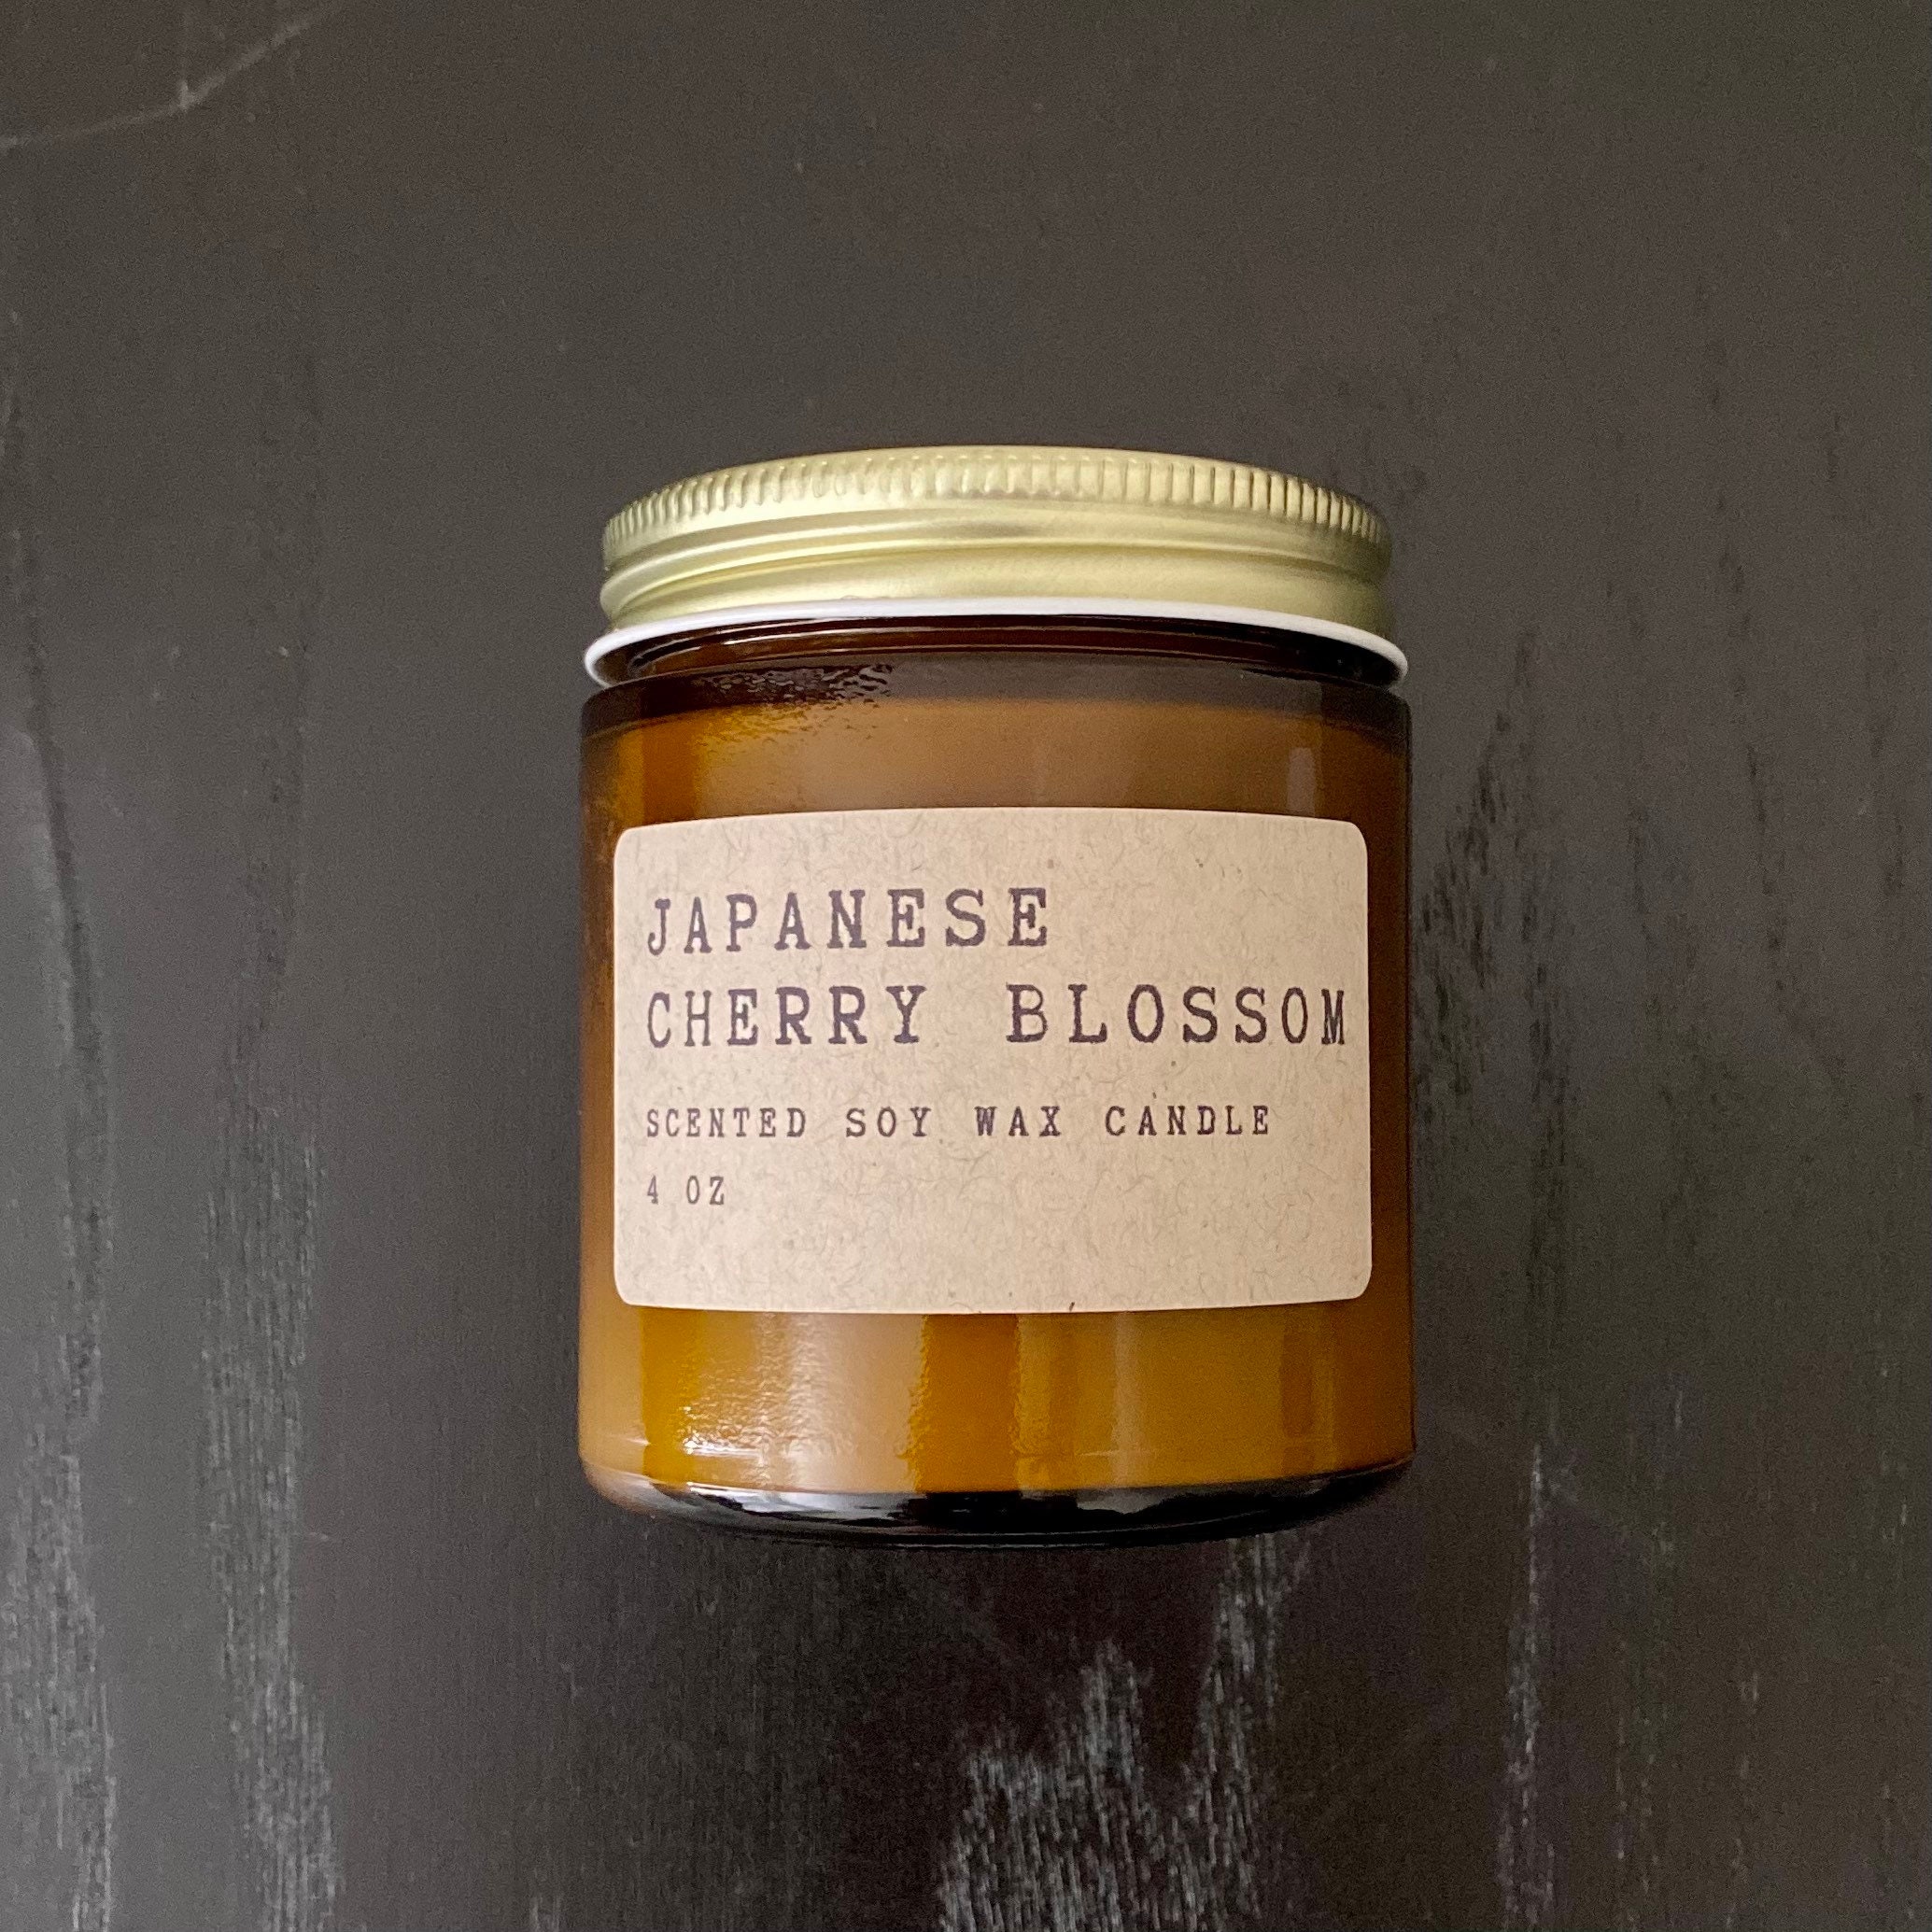 JAPANESE
CHERRY BLOSSOM
SCENTED SOY WAX CANDLE
4 OZ